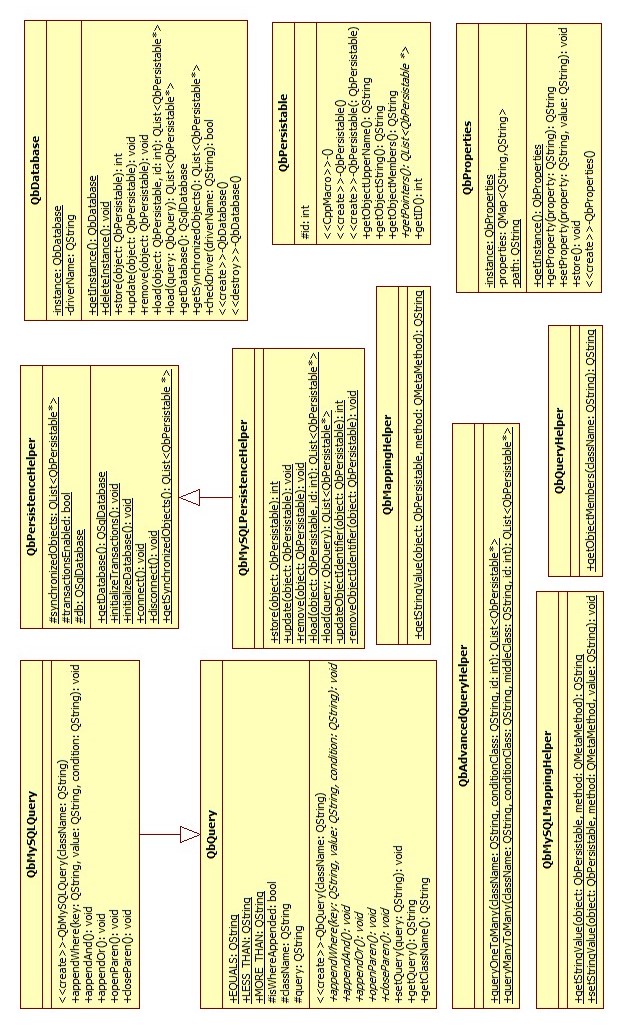 QbMySQLQuery
<<create>>-QbMySQLQuery(className: QString)
+appendWhere(key: QString, value: QString, condition: QString): void
+appendAnd(): void
+appendOr(): void
+openParen(): void
+closeParen(): void
QbQuery
+EQUALS: QString
+LESS_THAN: QString
+MORE_THAN: QString
#isWhereAppended: bool
#className: QString
#query: QString
<<create>>-QbQuery(className: QString)
+appendWhere(key: QString, value: QString, condition: QString): void
+appendAnd(): void
+appendOr(): void
+openParen(): void
+closeParen(): void
+setQuery(query: QString): void
+getQuery(): QString
+getClassName(): QString
QbPersistenceHelper
#synchronizedObjects: QList<QbPersistable*>
#transactionsEnabled: bool
#db: QSqlDatabase
+getDatabase(): QSqlDatabase
+initializeTransactions(): void
+initializeDatabase(): void
+connect(): void
+disconnect(): void
+getSynchronizedObjects(): QList<QbPersistable *>
QbMySQLPersistenceHelper
+store(object: QbPersistable): int
+update(object: QbPersistable): void
+remove(object: QbPersistable): void
+load(object: QbPersistable, id: int): QList<QbPersistable*>
+load(query: QbQuery): QList<QbPersistable*>
-updateObjectIdentifier(object: QbPersistable): int
-removeObjectIdentifier(object: QbPersistable): void
QbDatabase
-instance: QbDatabase
-driverName: QString
+getInstance(): QbDatabase
+deleteInstance(): void
+store(object: QbPersistable): int
+update(object: QbPersistable): void
+remove(object: QbPersistable): void
+load(object: QbPersistable, id: int): QList<QbPersistable*>
+load(query: QbQuery): QList<QbPersistable*>
+getDatabase(): QSqlDatabase
+getSynchronizedObjects(): QList<QbPersistable*>
+checkDriver(driverName: QString): bool
<<create>>-QbDatabase()
<<destroy>>-QbDatabase()
QbPersistable
#id: int
<<CppMacro>>-()
<<create>>-QbPersistable()
<<create>>-QbPersistable(: QbPersistable)
+getObjectUpperName(): QString
+getObjectString(): QString
+getObjectMembers(): QString
+getPointers(): QList<QbPersistable *>
+getID(): int
QbMappingHelper
+getStringValue(object: QbPersistable, method: QMetaMethod): QString
QbProperties
-instance: QbProperties
-properties: QMap<QString,QString>
-path: QString
+getInstance(): QbProperties
+getProperty(property: QString): QString
+setProperty(property: QString, value: QString): void
+store(): void
<<create>>-QbProperties()
QbAdvancedQueryHelper
+queryOneToMany(className: QString, conditionClass: QString, id: int): QList<QbPersistable*>
+queryManyToMany(className: QString, conditionClass: QString, middleClass: QString, id: int): QList<QbPersistable*>
QbQueryHelper
+getObjectMembers(className: QString): QString
QbMySQLMappingHelper
+getStringValue(object: QbPersistable, method: QMetaMethod): QString
+setStringValue(object: QbPersistable, method: QMetaMethod, value: QString): void